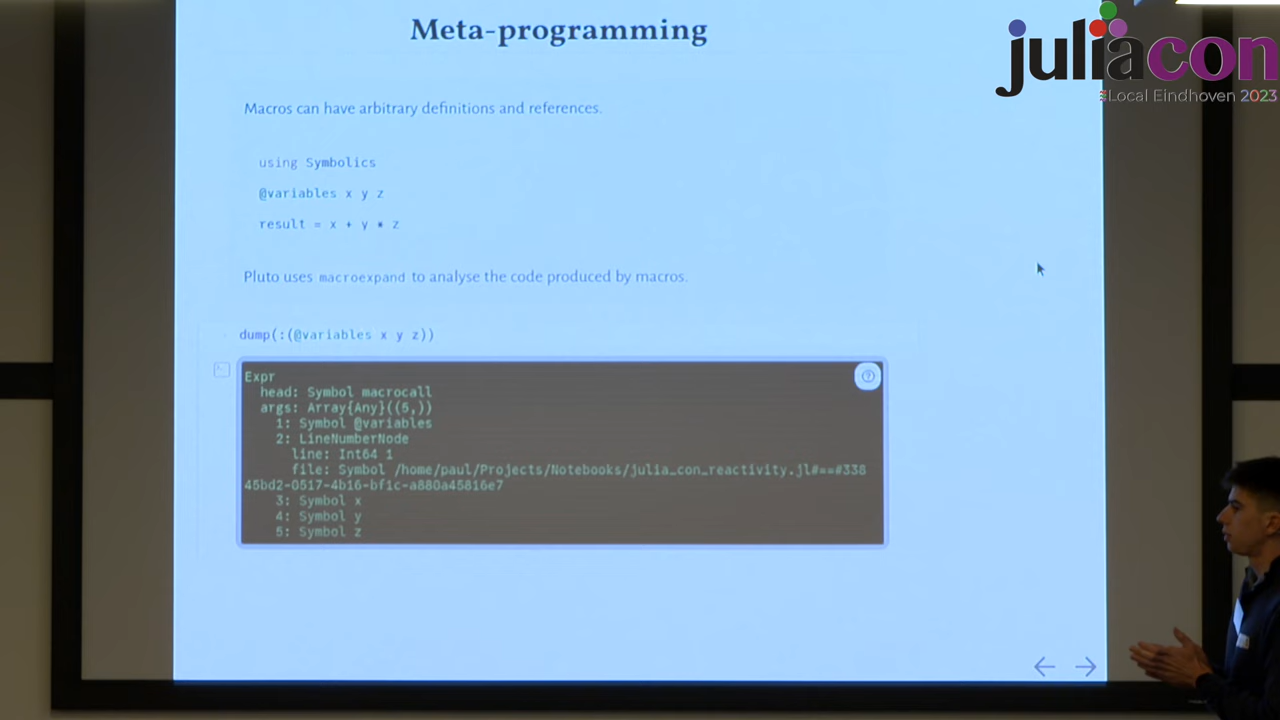 Meta-programming
juliacon
Local Eindhoven 2023
Macros can have arbitrary definitions and references.
using Symbolics
@variables x y z
result = x + y * z
Pluto uses macroexpand to analyse the code produced by macros.
dump(:(@variables x y z))
Expr
head: Symbol macrocall
args: Array{Any}((5,))
1: Symbol @variables
2: LineNumberNode
line: Int64 1
file: Symbol /home/paul/Projects/Notebooks/julia_con_reactivity.jl#==#338
45bd2-0517-4b16-bf1c-a880a45816e7
3: Symbol x
4: Symbol y
5: Symbol z